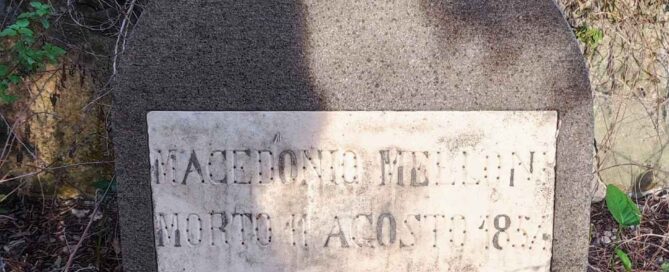 MACEDONIO MELLONI
MORTO 11 AGOSTO 1854